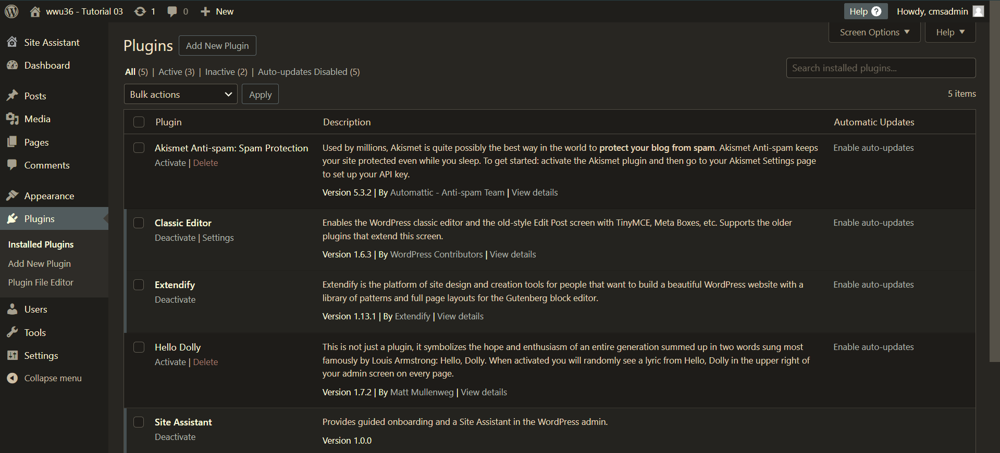 wwu36 - Tutorial 03
1
0
New
Help ?
Howdy, cmsadmin
Site Assistant
Dashboard
Posts
Media
Pages
Comments
Appearance
Plugins
Installed Plugins
Add New Plugin
Plugin File Editor
Users
Tools
Settings
Collapse menu
Screen Options
Help
Plugins
Add New Plugin
All (5) | Active (3) | Inactive (2) | Auto-updates Disabled (5)
Search installed plugins...
Bulk actions
Apply
5 items
Plugin
Description
Automatic Updates
Akismet Anti-spam: Spam Protection
Activate | Delete
Used by millions, Akismet is quite possibly the best way in the world to protect your blog from spam. Akismet Anti-spam keeps
your site protected even while you sleep. To get started: activate the Akismet plugin and then go to your Akismet Settings page
to set up your API key.
Version 5.3.2 | By Automattic - Anti-spam Team | View details
Enable auto-updates
Classic Editor
Deactivate | Settings
Enables the WordPress classic editor and the old-style Edit Post screen with TinyMCE, Meta Boxes, etc. Supports the older
plugins that extend this screen.
Version 1.6.3 | By WordPress Contributors | View details
Enable auto-updates
Extendify
Deactivate
Extendify is the platform of site design and creation tools for people that want to build a beautiful WordPress website with a
library of patterns and full page layouts for the Gutenberg block editor.
Version 1.13.1 | By Extendify | View details
Enable auto-updates
Hello Dolly
Activate | Delete
This is not just a plugin, it symbolizes the hope and enthusiasm of an entire generation summed up in two words sung most
famously by Louis Armstrong: Hello, Dolly. When activated you will randomly see a lyric from Hello, Dolly in the upper right of
your admin screen on every page.
Version 1.7.2 | By Matt Mullenweg | View details
Enable auto-updates
Site Assistant
Deactivate
Provides guided onboarding and a Site Assistant in the WordPress admin.
Version 1.0.0